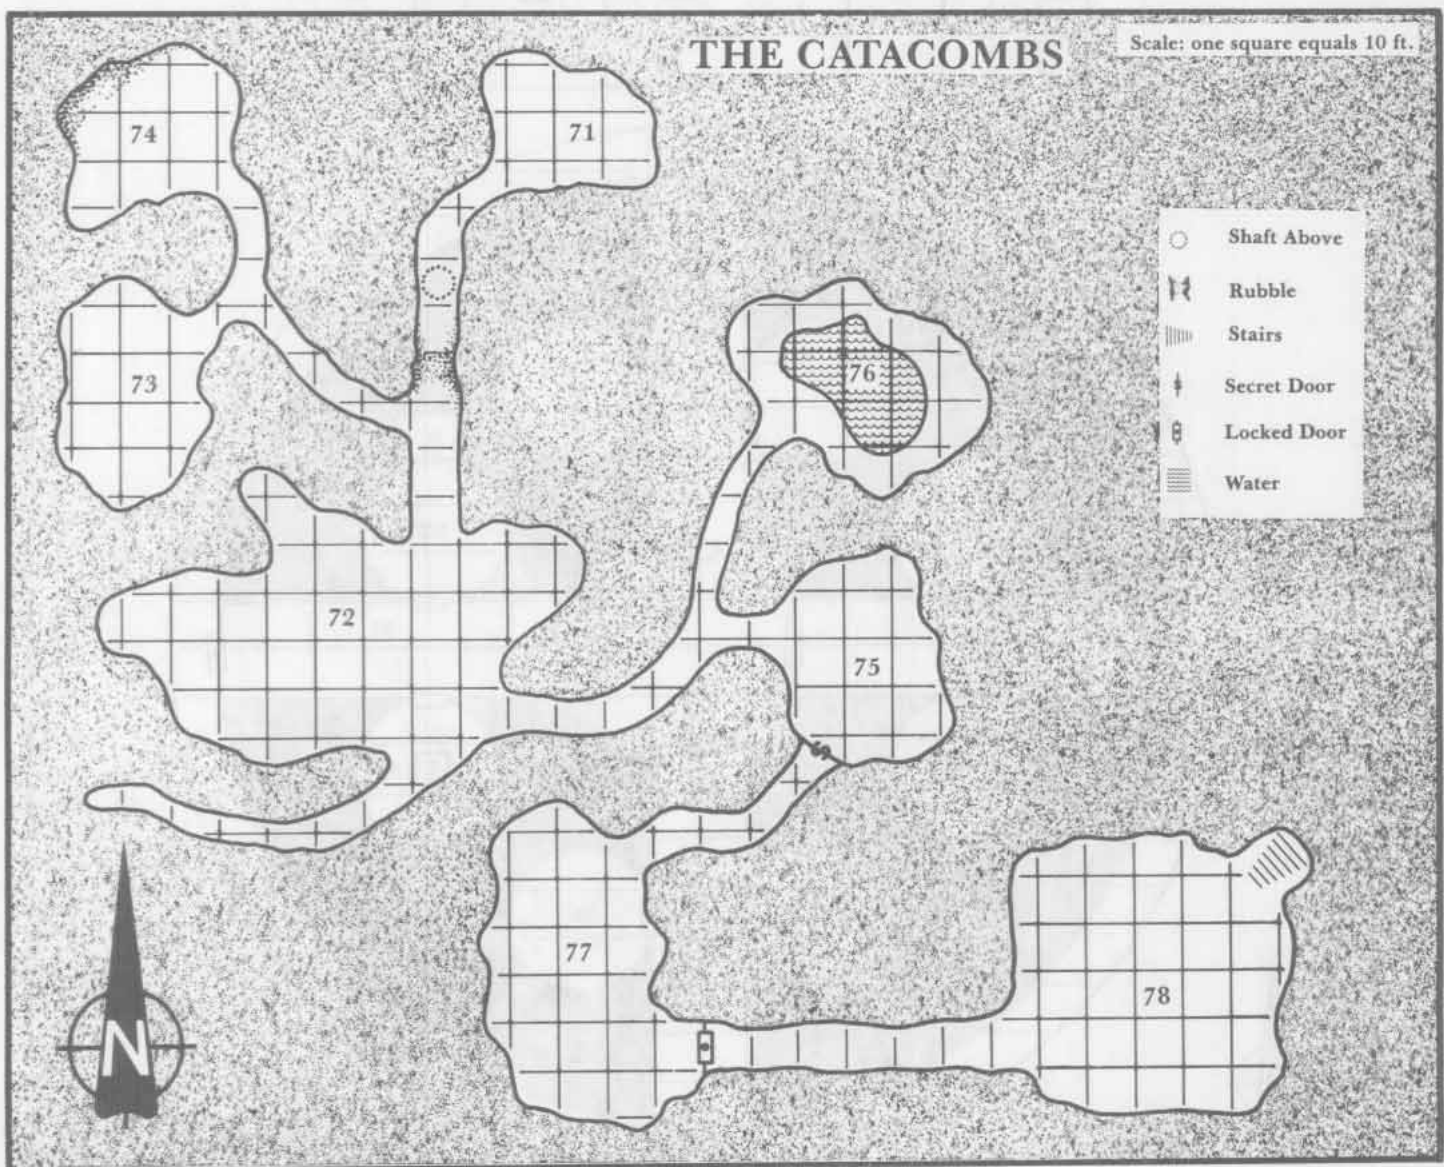 THE CATACOMBS
Scale: one square equals 10 ft.
74
71
Shaft Above
Rubble
Stairs
Secret Door
Locked Door
Water
76
73
72
75
77
78
N